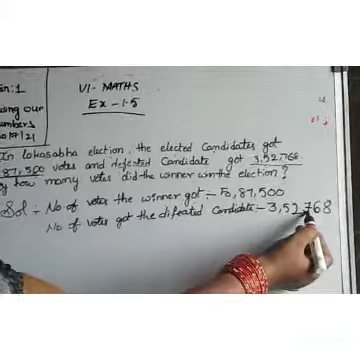 VI- MATHS
Ex-1.5
In lokasabha election, the elected Candidates got
87,500 votes and defeated Candidate got 3,52,768.
how many votes did the winner win the election?
Sol :- No of votes the winner got :- 50,87,500
No of votes got the difeated Candidate - 3,52,768